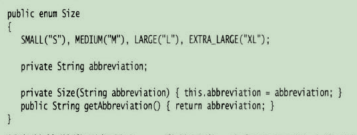 public enum Size
{
SMALL("S"), MEDIUM("M"), LARGE("L"), EXTRA_LARGE("XL");
private String abbreviation;
private Size(String abbreviation) { this.abbreviation = abbreviation; }
public String getAbbreviation() { return abbreviation; }
}